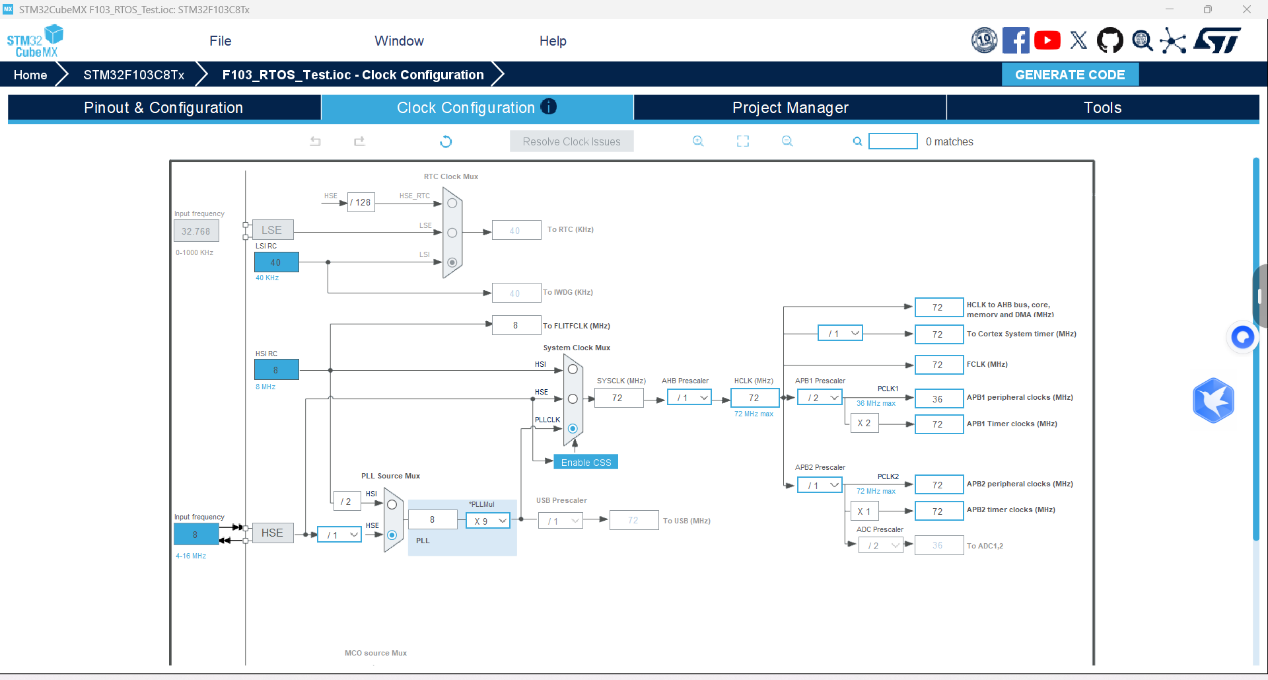 STM32CubeMX F103_RTOS_Test.ioc: STM32F103C8Tx
STM32
CubeMX
File
Window
Help
10
Home
STM32F103C8Tx
F103_RTOS_Test.ioc - Clock Configuration
GENERATE CODE
Pinout & Configuration
Clock Configuration
Project Manager
Tools
Resolve Clock Issues
0 matches
RTC Clock Mux
HSE
/ 128
HSE_RTC
Input frequency
32.768
0-1000 KHz
LSE
LSE
40
To RTC (KHz)
LSI RC
40
40 KHz
LSI
40
To IWDG (KHz)
8
To FLITFCLK (MHz)
System Clock Mux
HSI RC
8
8 MHz
HSI
HSE
PLLCLK
Enable CSS
SYSCLK (MHz)
72
AHB Prescaler
/ 1
HCLK (MHz)
72
72 MHz max
72
HCLK to AHB bus, core,
memory and DMA (MHz)
/ 1
72
To Cortex System timer (MHz)
72
FCLK (MHz)
APB1 Prescaler
/ 2
PCLK1
36 MHz max
36
APB1 peripheral clocks (MHz)
X 2
72
APB1 Timer clocks (MHz)
APB2 Prescaler
/ 1
PCLK2
72 MHz max
72
APB2 peripheral clocks (MHz)
X 1
72
APB2 timer clocks (MHz)
ADC Prescaler
/ 2
36
To ADC1,2
PLL Source Mux
/ 2
HSI
Input frequency
8
4-16 MHz
HSE
/ 1
HSE
8
*PLLMul
X 9
PLL
USB Prescaler
/ 1
72
To USB (MHz)
MCO source Mux